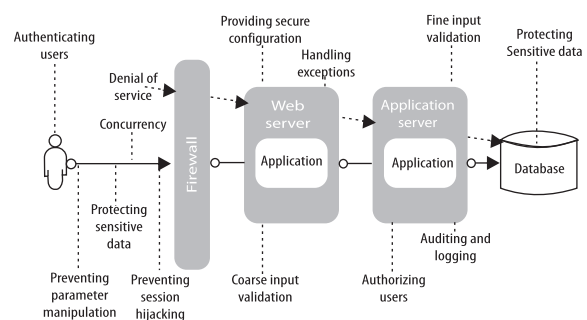 Authenticating
users
Providing secure
configuration
Fine input
validation
Protecting
Sensitive data
Handling
exceptions
Denial of
service
Concurrency
Firewall
Web
server
Application
Application
server
Application
Database
Protecting
sensitive
data
Auditing and
logging
Preventing
parameter
manipulation
Preventing
session
hijacking
Coarse input
validation
Authorizing
users